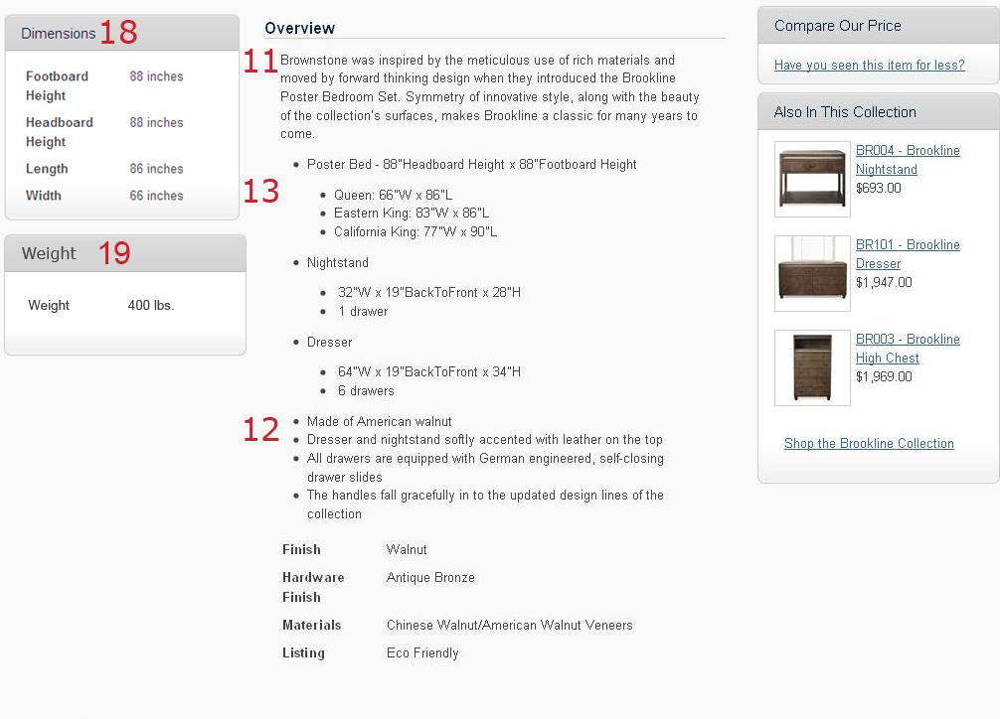 Dimensions 18
Footboard Height 88 inches
Headboard Height 88 inches
Length 86 inches
Width 66 inches
Weight 19
Weight 400 lbs.
Overview
11
Brownstone was inspired by the meticulous use of rich materials and
moved by forward thinking design when they introduced the Brookline
Poster Bedroom Set. Symmetry of innovative style, along with the beauty
of the collection's surfaces, makes Brookline a classic for many years to
come.
• Poster Bed - 88"Headboard Height x 88"Footboard Height
13
• Queen: 66"W x 86"L
• Eastern King: 83"W x 86"L
• California King: 77"W x 90"L
• Nightstand
• 32"W x 19"BackToFront x 28"H
• 1 drawer
• Dresser
• 64"W x 19"BackToFront x 34"H
• 6 drawers
12
• Made of American walnut
• Dresser and nightstand softly accented with leather on the top
• All drawers are equipped with German engineered, self-closing
drawer slides
• The handles fall gracefully in to the updated design lines of the
collection
Finish Walnut
Hardware Finish Antique Bronze
Materials Chinese Walnut/American Walnut Veneers
Listing Eco Friendly
Compare Our Price
Have you seen this item for less?
Also In This Collection
BR004 - Brookline
Nightstand
$693.00
BR101 - Brookline
Dresser
$1,947.00
BR003 - Brookline
High Chest
$1,969.00
Shop the Brookline Collection